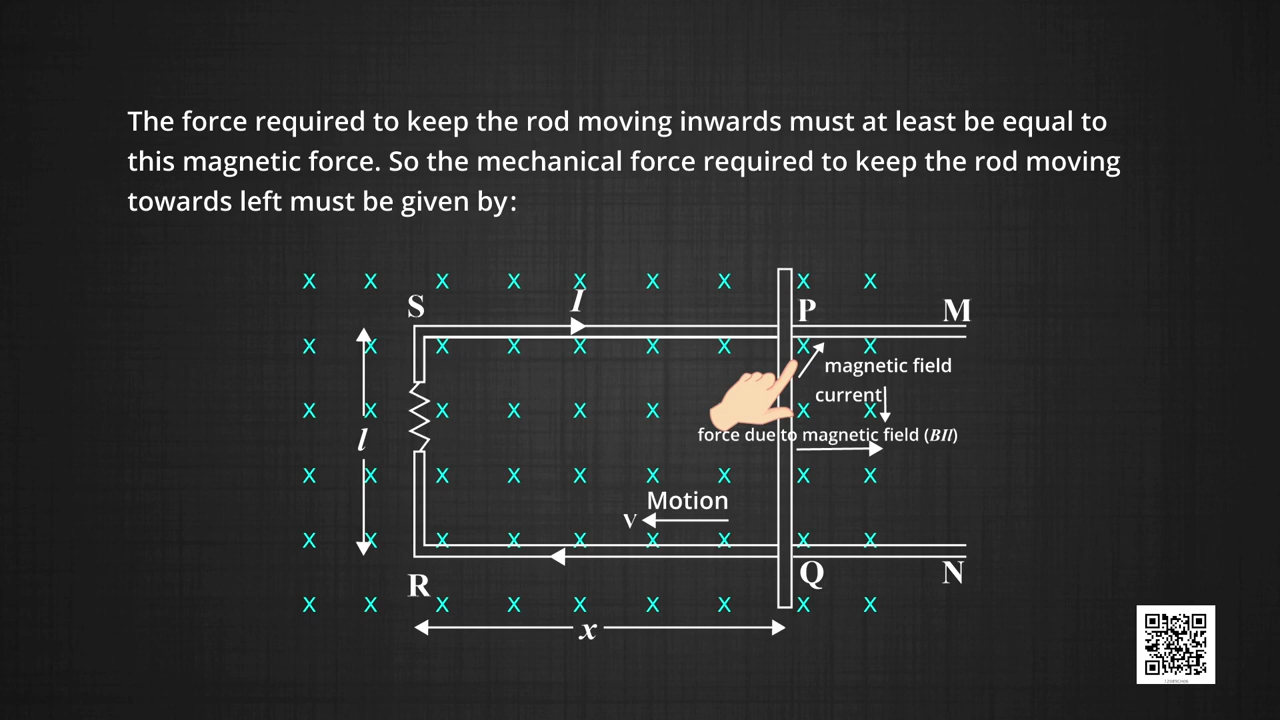 The force required to keep the rod moving inwards must at least be equal to
this magnetic force. So the mechanical force required to keep the rod moving
towards left must be given by:
x x x x x x x x x
S I P M
x x x x x x x x x
magnetic field
current
x x x x x x x x x
l
force due to magnetic field (BIl)
x x x x x x x x x
Motion
v
x x x x x x x x x
R Q N
x x x x x x x x x
x